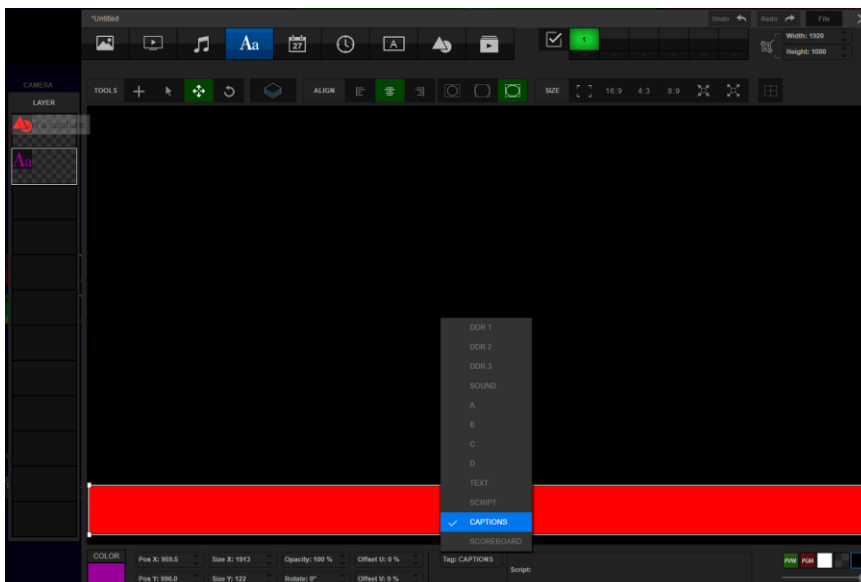 *Untitled
Undo
Redo
File
Aa
27
A
1
Width: 1920
Height: 1080
CAMERA
LAYER
TOOLS
ALIGN
SIZE
16:9
4:3
8:9
Aa
DDR 1
DDR 2
DDR 3
SOUND
A
B
C
D
TEXT
SCRIPT
CAPTIONS
SCOREBOARD
COLOR
Pos X: 959.5
Size X: 1913
Opacity: 100 %
Offset U: 0 %
Tag: CAPTIONS
Script:
PVW
PGM
Pos Y: 996.0
Size Y: 122
Rotate: 0°
Offset V: 0 %